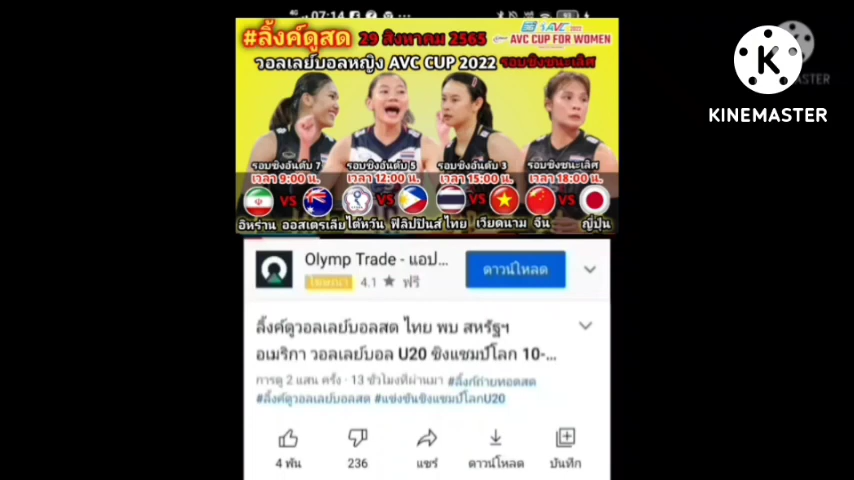 07:14
#ลิ้งค์ดูสด 29 สิงหาคม 2565
AVC
AVC CUP FOR WOMEN
วอลเลย์บอลหญิง AVC CUP 2022 รอบชิงชนะเลิศ
รอบชิงอันดับ 7 รอบชิงอันดับ 5 รอบชิงอันดับ 3 รอบชิงชนะเลิศ
เวลา 9:00 น. เวลา 12:00 น. เวลา 15:00 น. เวลา 18:00 น.
VS VS VS VS
อิหร่าน ออสเตรเลีย ไต้หวัน ฟิลิปปินส์ ไทย เวียดนาม จีน ญี่ปุ่น
K
KINEMASTER
Olymp Trade - แอป...
โฆษณา 4.1 ★ ฟรี
ดาวน์โหลด
ลิ้งค์ดูวอลเลย์บอลสด ไทย พบ สหรัฐฯ
อเมริกา วอลเลย์บอล U20 ชิงแชมป์โลก 10-...
การดู 2 แสน ครั้ง · 13 ชั่วโมงที่ผ่านมา #ลิ้งก์ถ่ายทอดสด
#ลิ้งค์ดูวอลเลย์บอลสด #แข่งขันชิงแชมป์โลกU20
4 พัน 236 แชร์ ดาวน์โหลด บันทึก